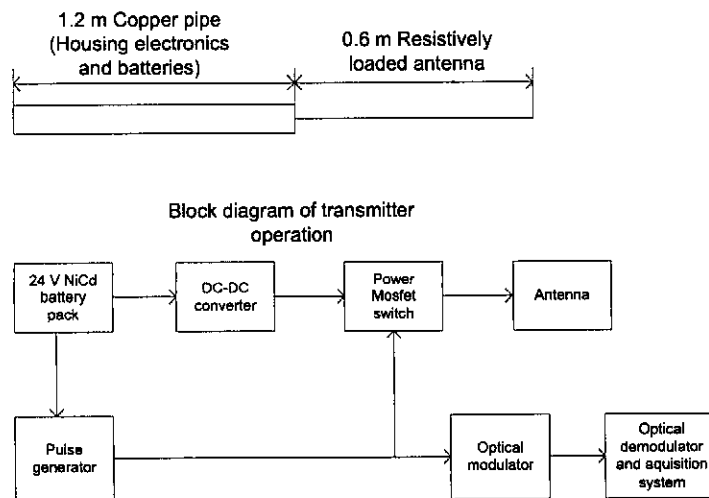 1.2 m Copper pipe
(Housing electronics
and batteries)
0.6 m Resistively
loaded antenna
Block diagram of transmitter
operation
24 V NiCd
battery
pack
DC-DC
converter
Power
Mosfet
switch
Antenna
Pulse
generator
Optical
modulator
Optical
demodulator
and aquisition
system